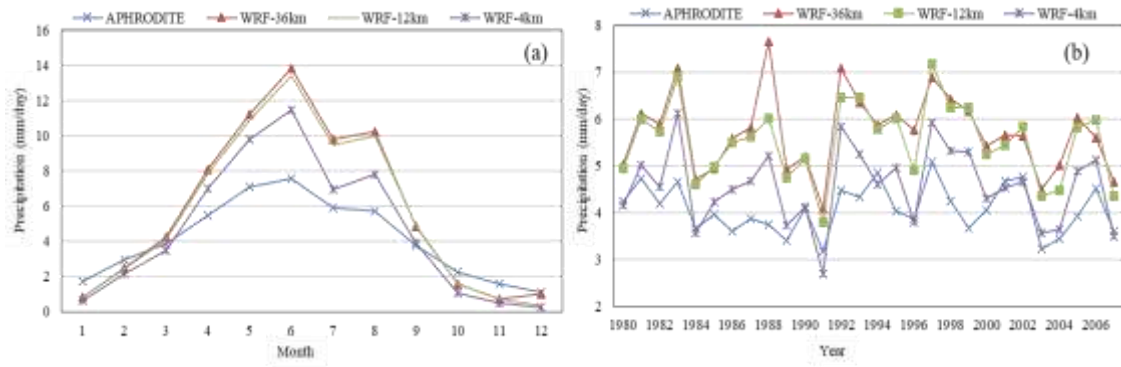 APHRODITE WRF-36km WRF-12km WRF-4km
(a)
Precipitation (mm/day)
16
14
12
10
8
6
4
2
0
1 2 3 4 5 6 7 8 9 10 11 12
Month
APHRODITE WRF-36km WRF-12km WRF-4km
(b)
Precipitation (mm/day)
8
7
6
5
4
3
2
1980 1982 1984 1986 1988 1990 1992 1994 1996 1998 2000 2002 2004 2006
Year